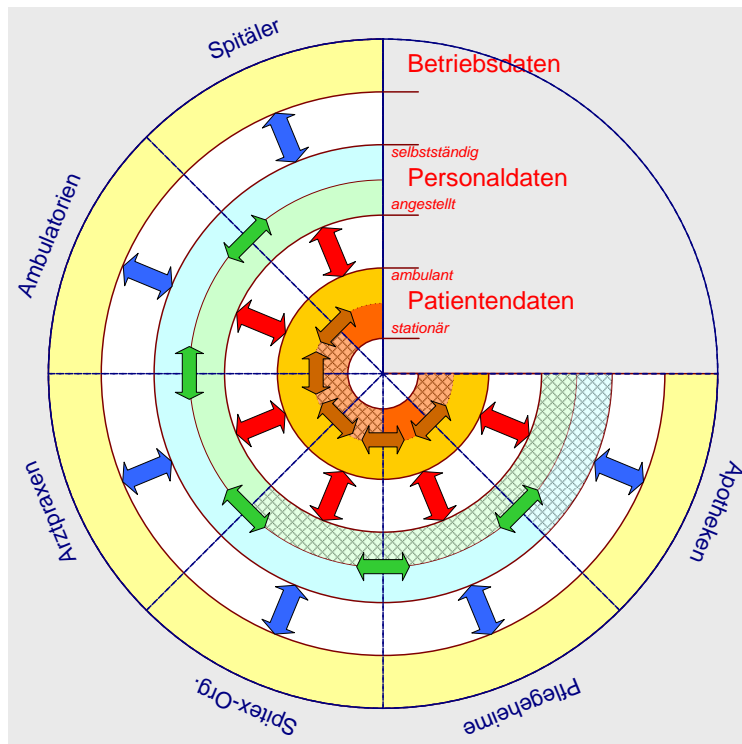 Spitäler
Betriebsdaten
selbstständig
Personaldaten
angestellt
Ambulatorien
ambulant
Patientendaten
stationär
Arztpraxen
Apotheken
Spitex-Org.
Pflegeheime